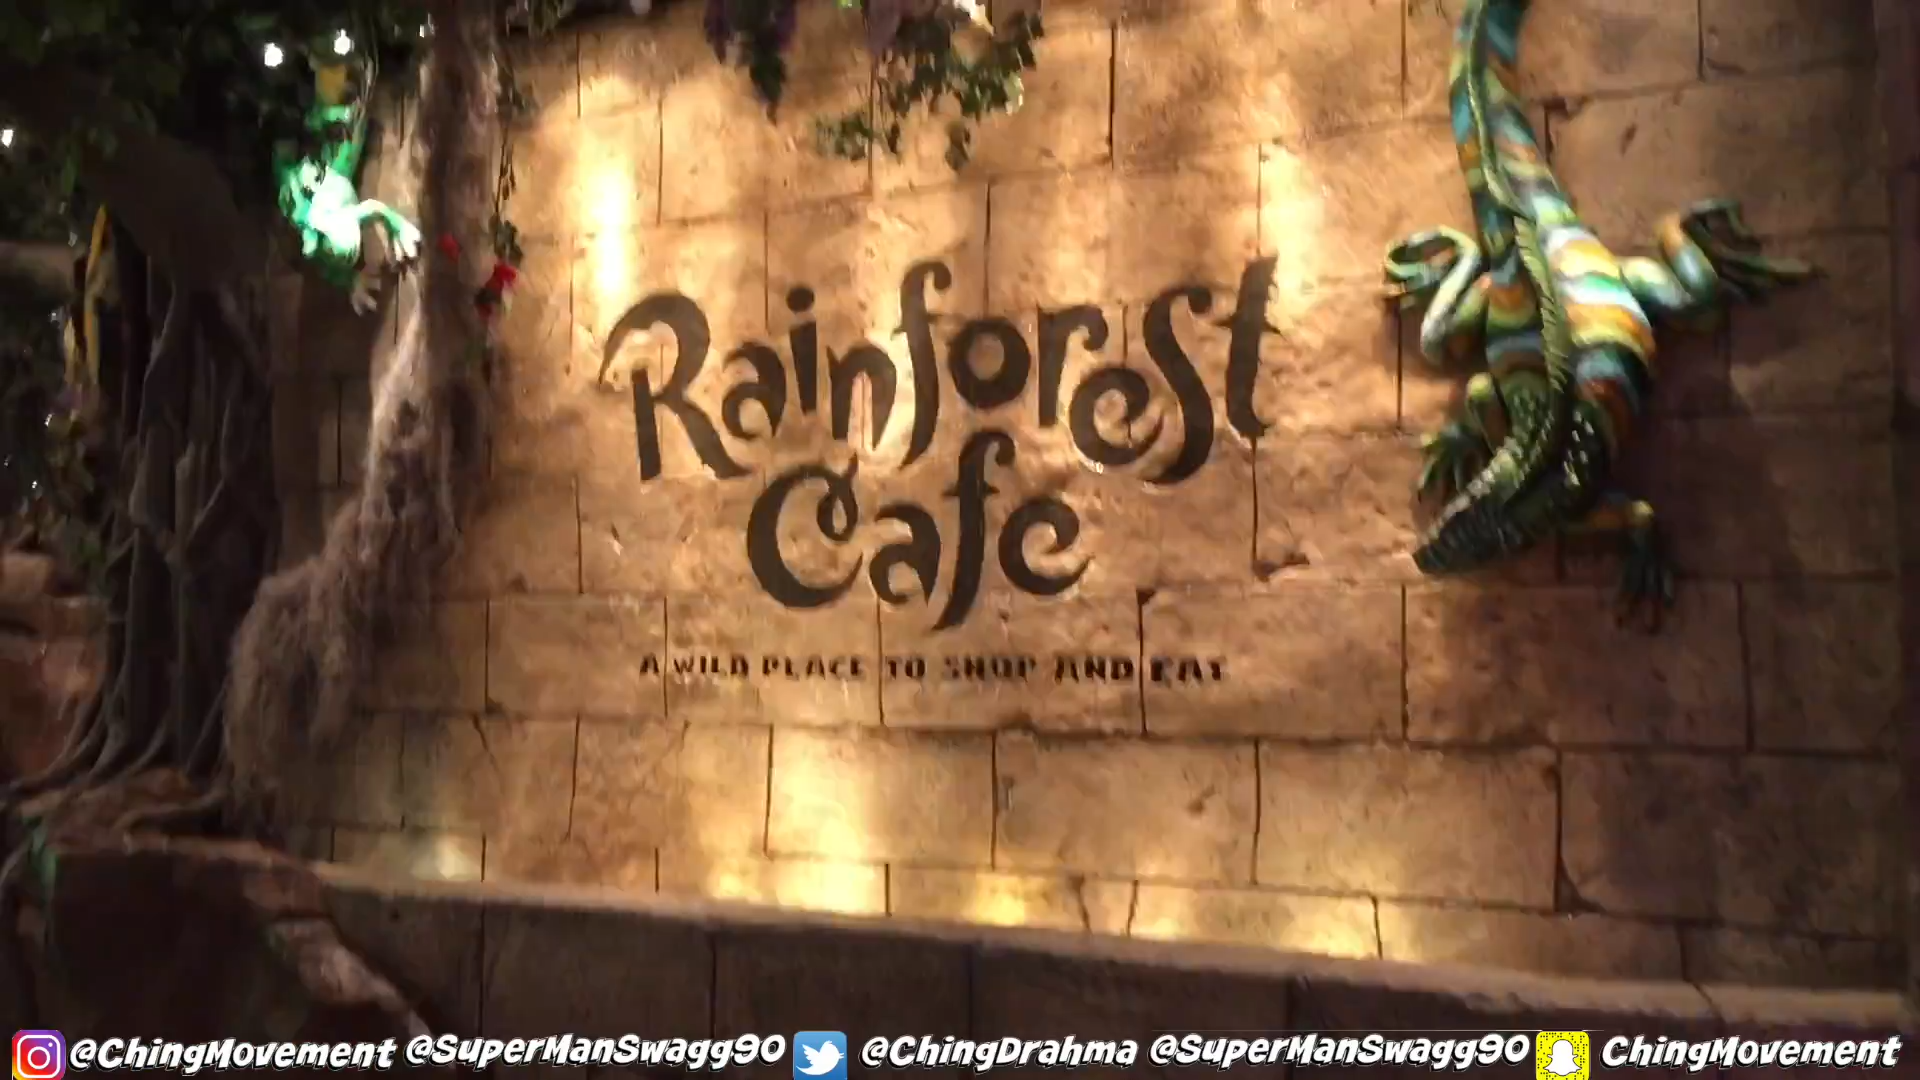 Rainforest
Cafe
A WILD PLACE TO SHOP AND EAT
@ChingMovement @SuperManSwagg90 @ChingDrahma @SuperManSwagg90 ChingMovement